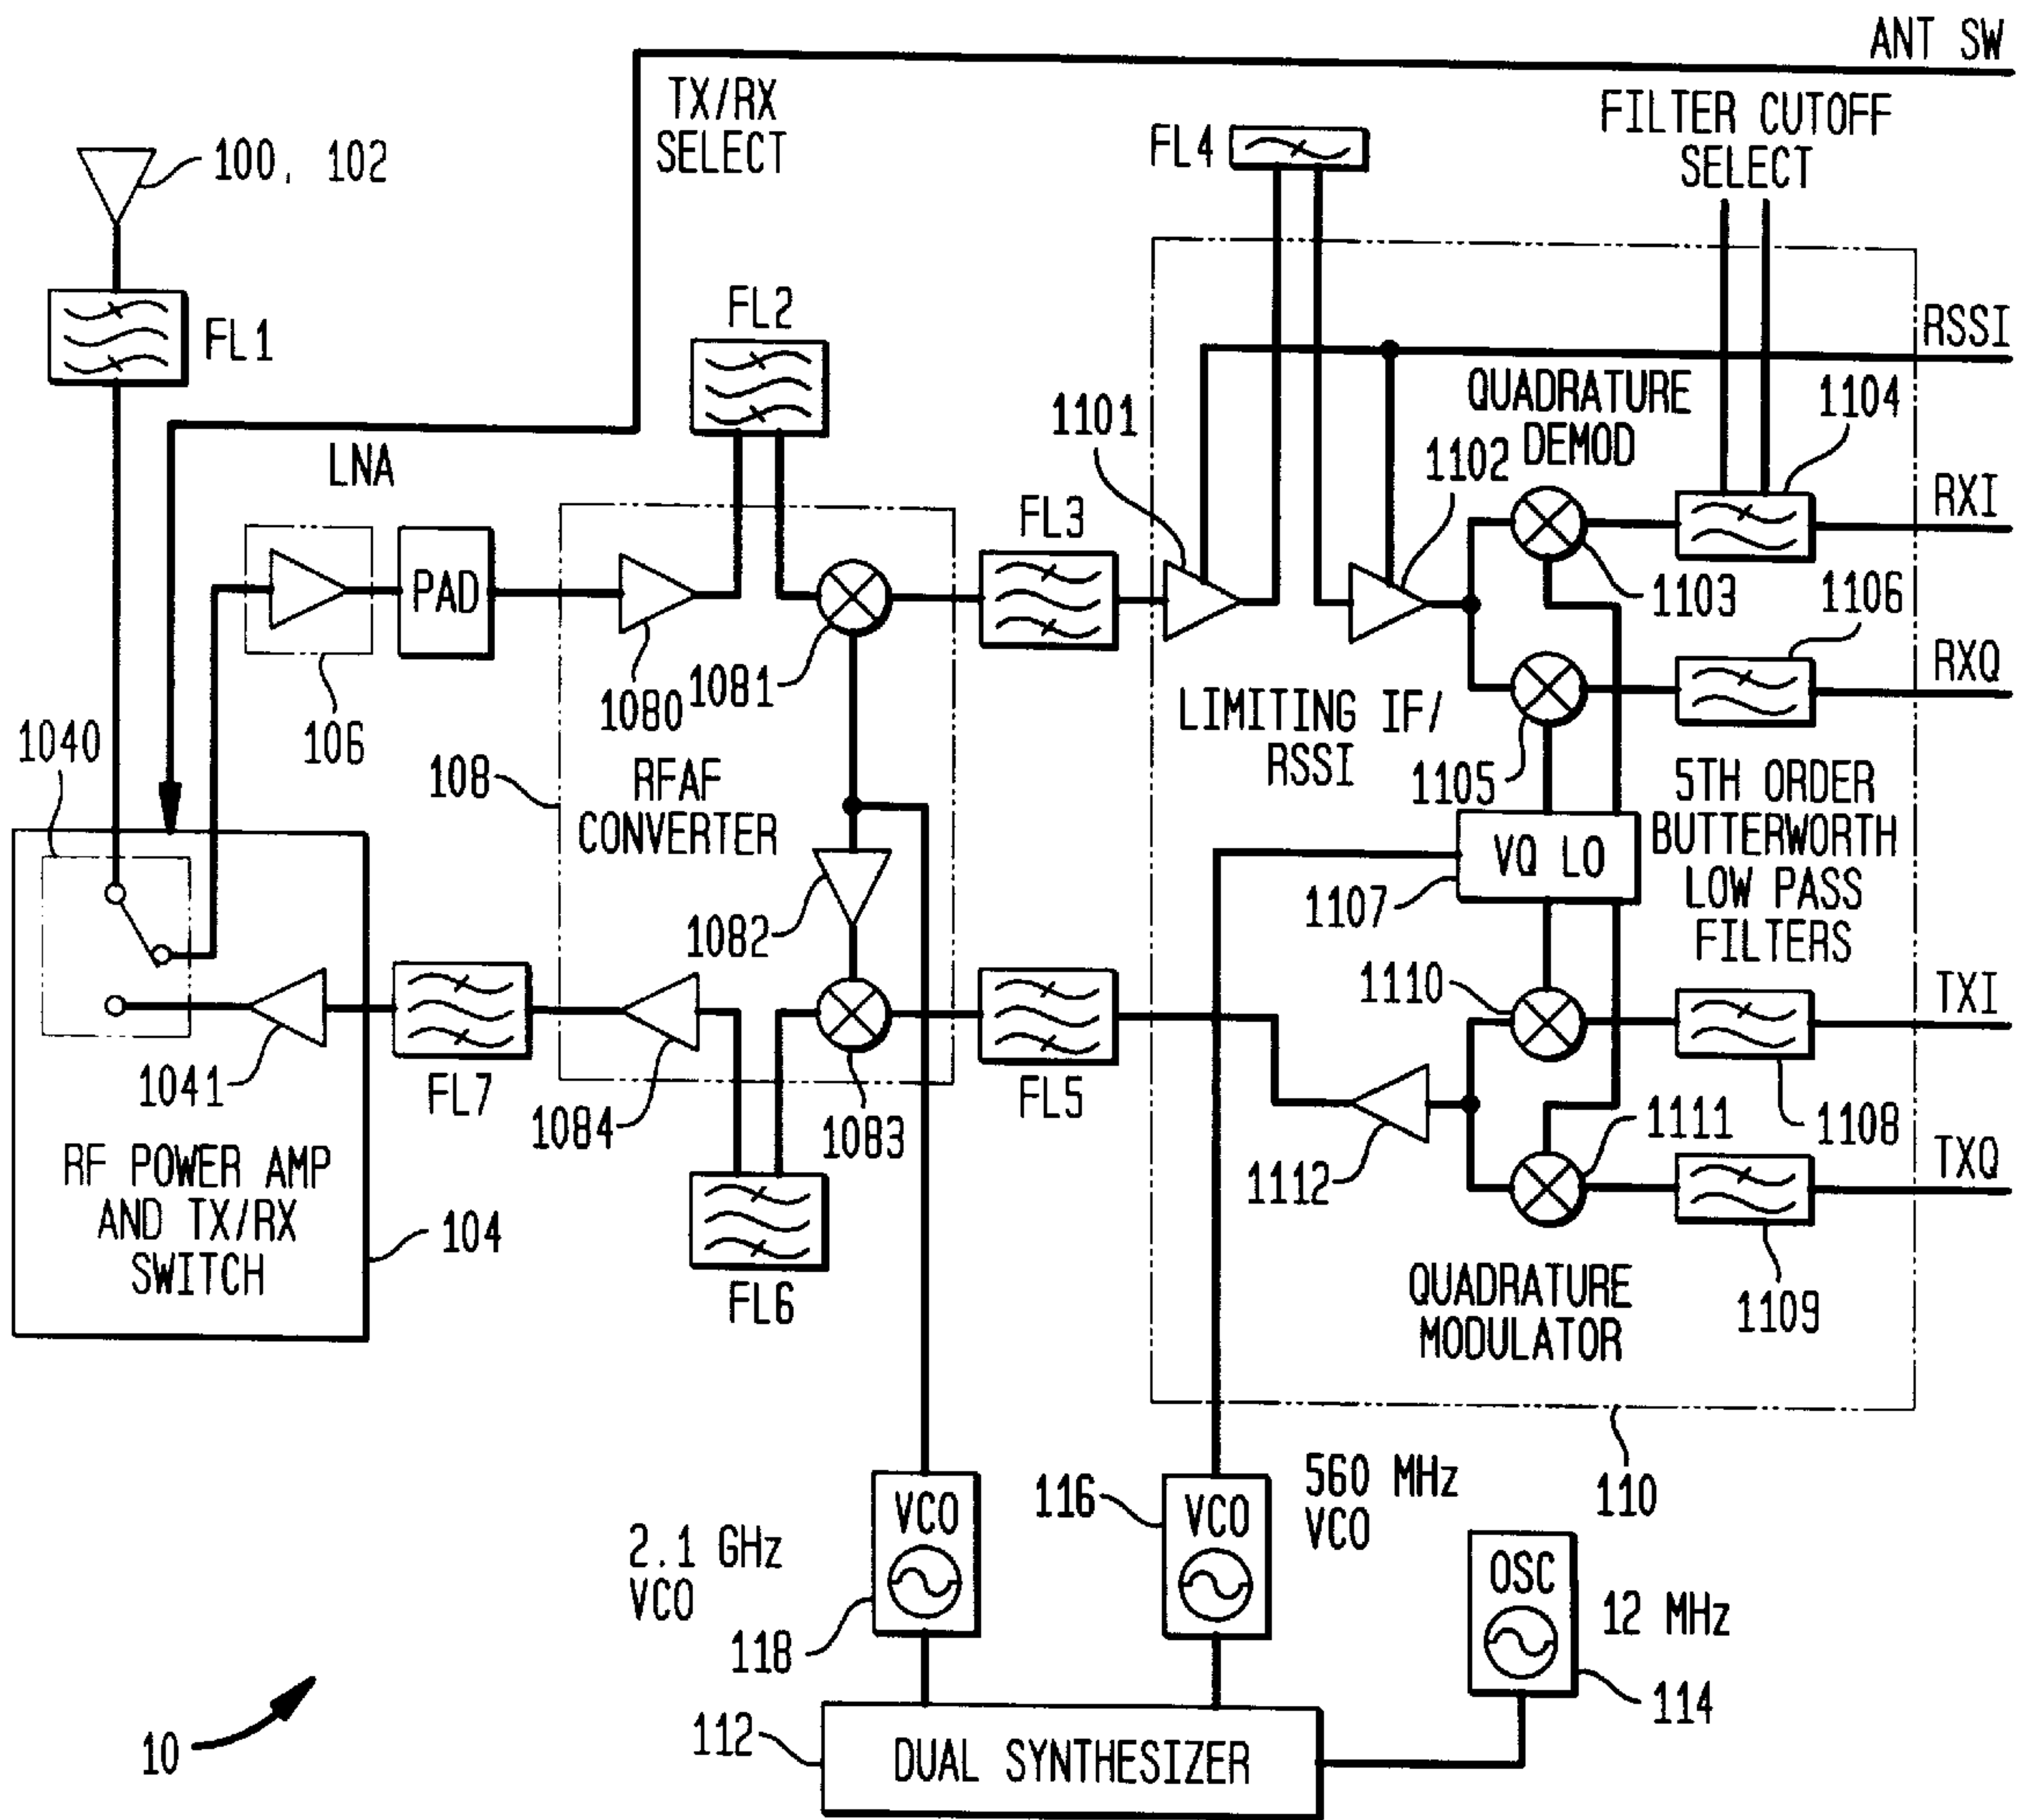 ANT SW
TX/RX
SELECT
FILTER CUTOFF
SELECT
FL4
100, 102
FL1
FL2
RSSI
LNA
1101
QUADRATURE
DEMOD
1102
1104
RXI
FL3
PAD
1103
1106
RXQ
1080
1081
106
1040
108
RFAF
CONVERTER
LIMITING IF/
RSSI
1105
5TH ORDER
BUTTERWORTH
LOW PASS
FILTERS
VQ LO
1107
1082
1110
TXI
1041
FL7
1084
1083
FL5
1112
1111
1108
TXQ
RF POWER AMP
AND TX/RX
SWITCH
104
FL6
QUADRATURE
MODULATOR
1109
110
2.1 GHz
VCO
VCO
118
116
VCO
560 MHz
VCO
OSC
12 MHz
114
10
112
DUAL SYNTHESIZER